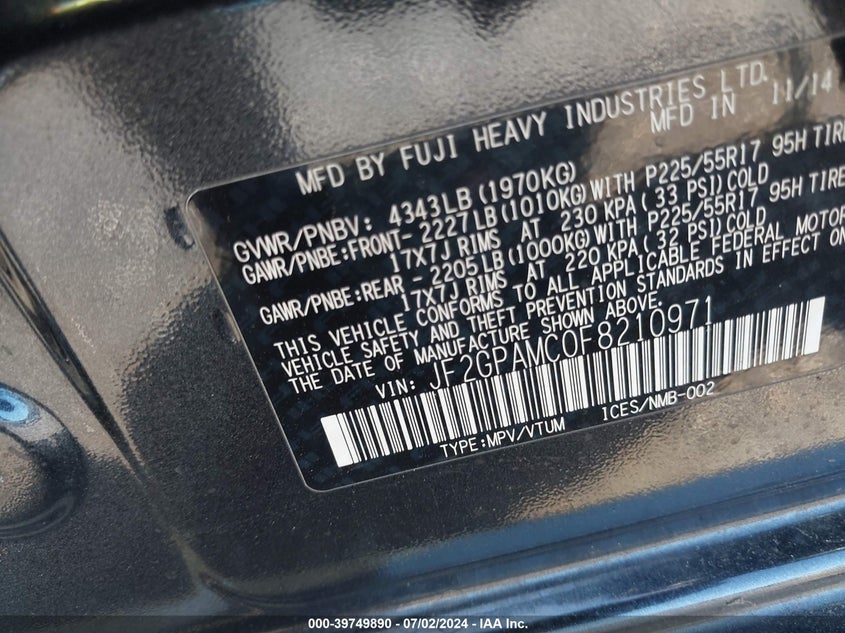 MFD BY FUJI HEAVY INDUSTRIES LTD.
MFD IN 11/14
GVWR/PNBV: 4343LB (1970KG)
GAWR/PNBE:FRONT- 2227LB (1010KG) WITH P225/55R17 95H TIRE
17X7J RIMS AT 230 KPA ( 33 PSI) COLD
GAWR/PNBE:REAR - 2205LB (1000KG) WITH P225/55R17 95H TIRE
17X7J RIMS AT 220 KPA ( 32 PSI) COLD
THIS VEHICLE CONFORMS TO ALL APPLICABLE FEDERAL MOTOR
VEHICLE SAFETY AND THEFT PREVENTION STANDARDS IN EFFECT ON
THE DATE OF MANUFACTURE SHOWN ABOVE.
VIN: JF2GPAMC0F8210971
TYPE:MPV/VTUM ICES/NMB-002
000-39749890 - 07/02/2024 - IAA Inc.